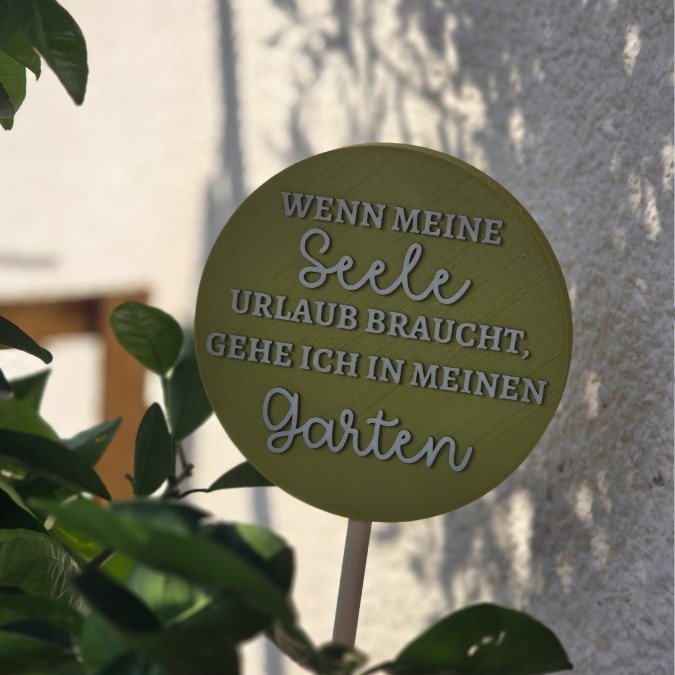 WENN MEINE
Seele
URLAUB BRAUCHT,
GEHE ICH IN MEINEN
Garten